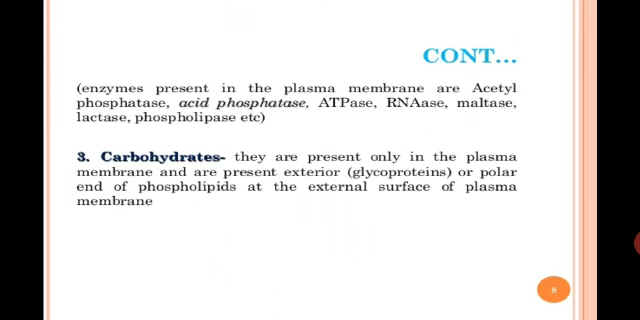 CONT...
(enzymes present in the plasma membrane are Acetyl
phosphatase, acid phosphatase, ATPase, RNAase, maltase,
lactase, phospholipase etc)
3. Carbohydrates- they are present only in the plasma
membrane and are present exterior (glycoproteins) or polar
end of phospholipids at the external surface of plasma
membrane
8